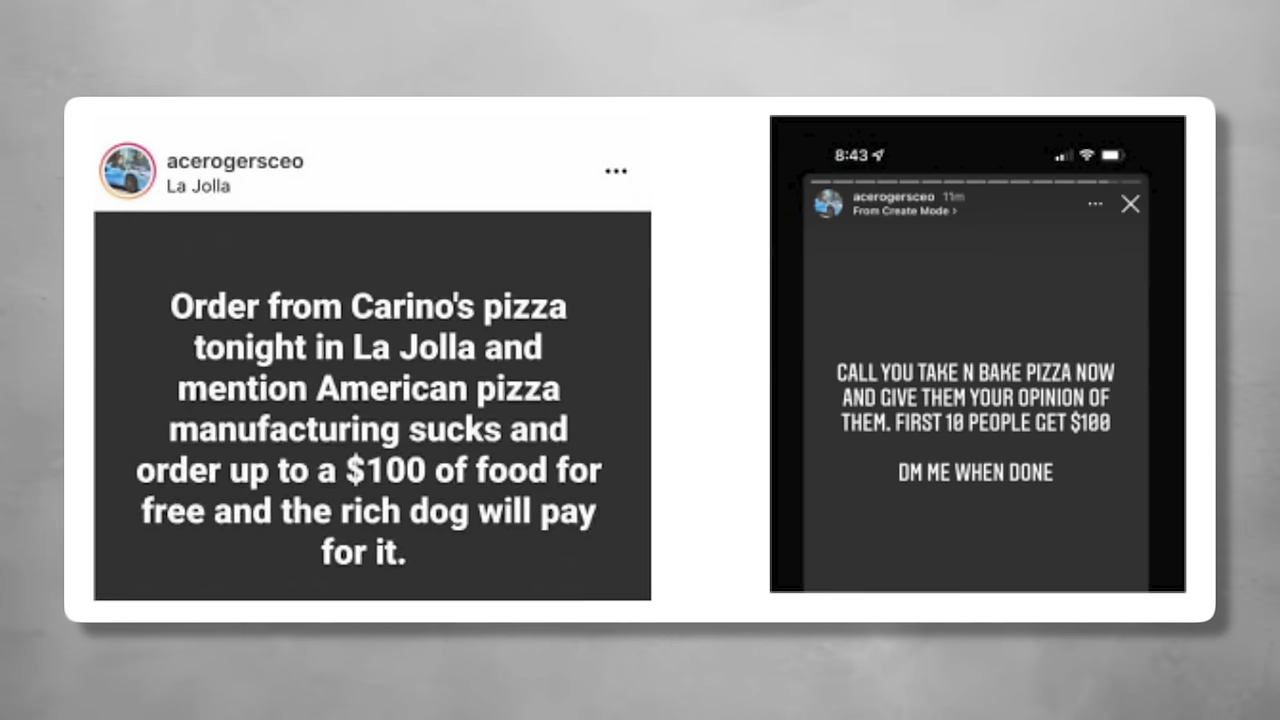 acerogersceo
La Jolla
Order from Carino's pizza
tonight in La Jolla and
mention American pizza
manufacturing sucks and
order up to a $100 of food for
free and the rich dog will pay
for it.
8:43
acerogersceo 11m
From Create Mode ›
CALL YOU TAKE N BAKE PIZZA NOW
AND GIVE THEM YOUR OPINION OF
THEM. FIRST 10 PEOPLE GET $100
DM ME WHEN DONE